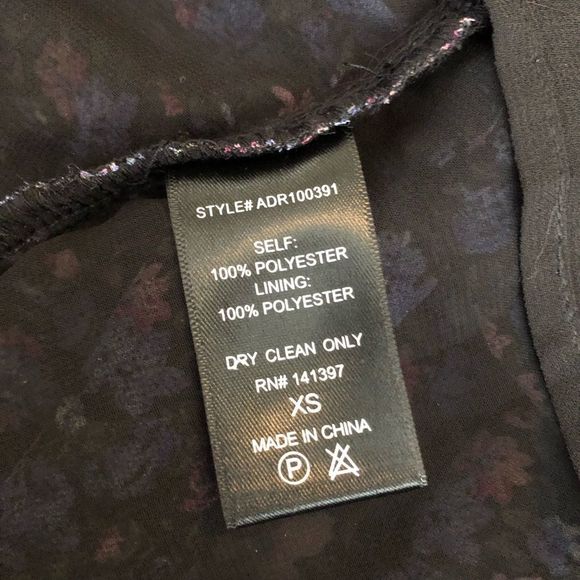 STYLE# ADR100391
SELF:
100% POLYESTER
LINING:
100% POLYESTER
DRY CLEAN ONLY
RN# 141397
XS
MADE IN CHINA
P